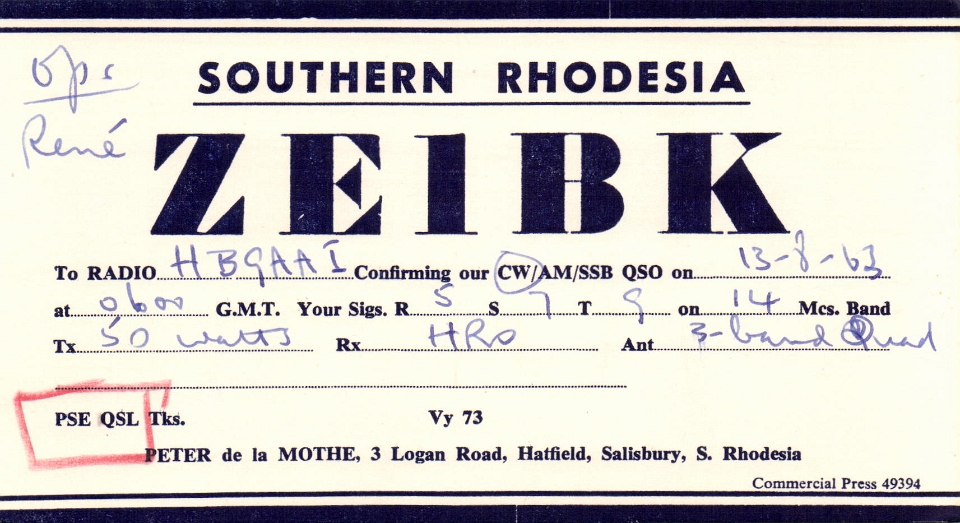 Ops
René
SOUTHERN RHODESIA
ZE1BK
To RADIO HB9AAI Confirming our CW/AM/SSB QSO on 13-8-63
at 0600 G.M.T. Your Sigs. R 5 S 7 T 9 on 14 Mcs. Band
Tx 50 watts Rx HRO Ant 3-band Quad
PSE QSL Tks. Vy 73
PETER de la MOTHE, 3 Logan Road, Hatfield, Salisbury, S. Rhodesia
Commercial Press 49394